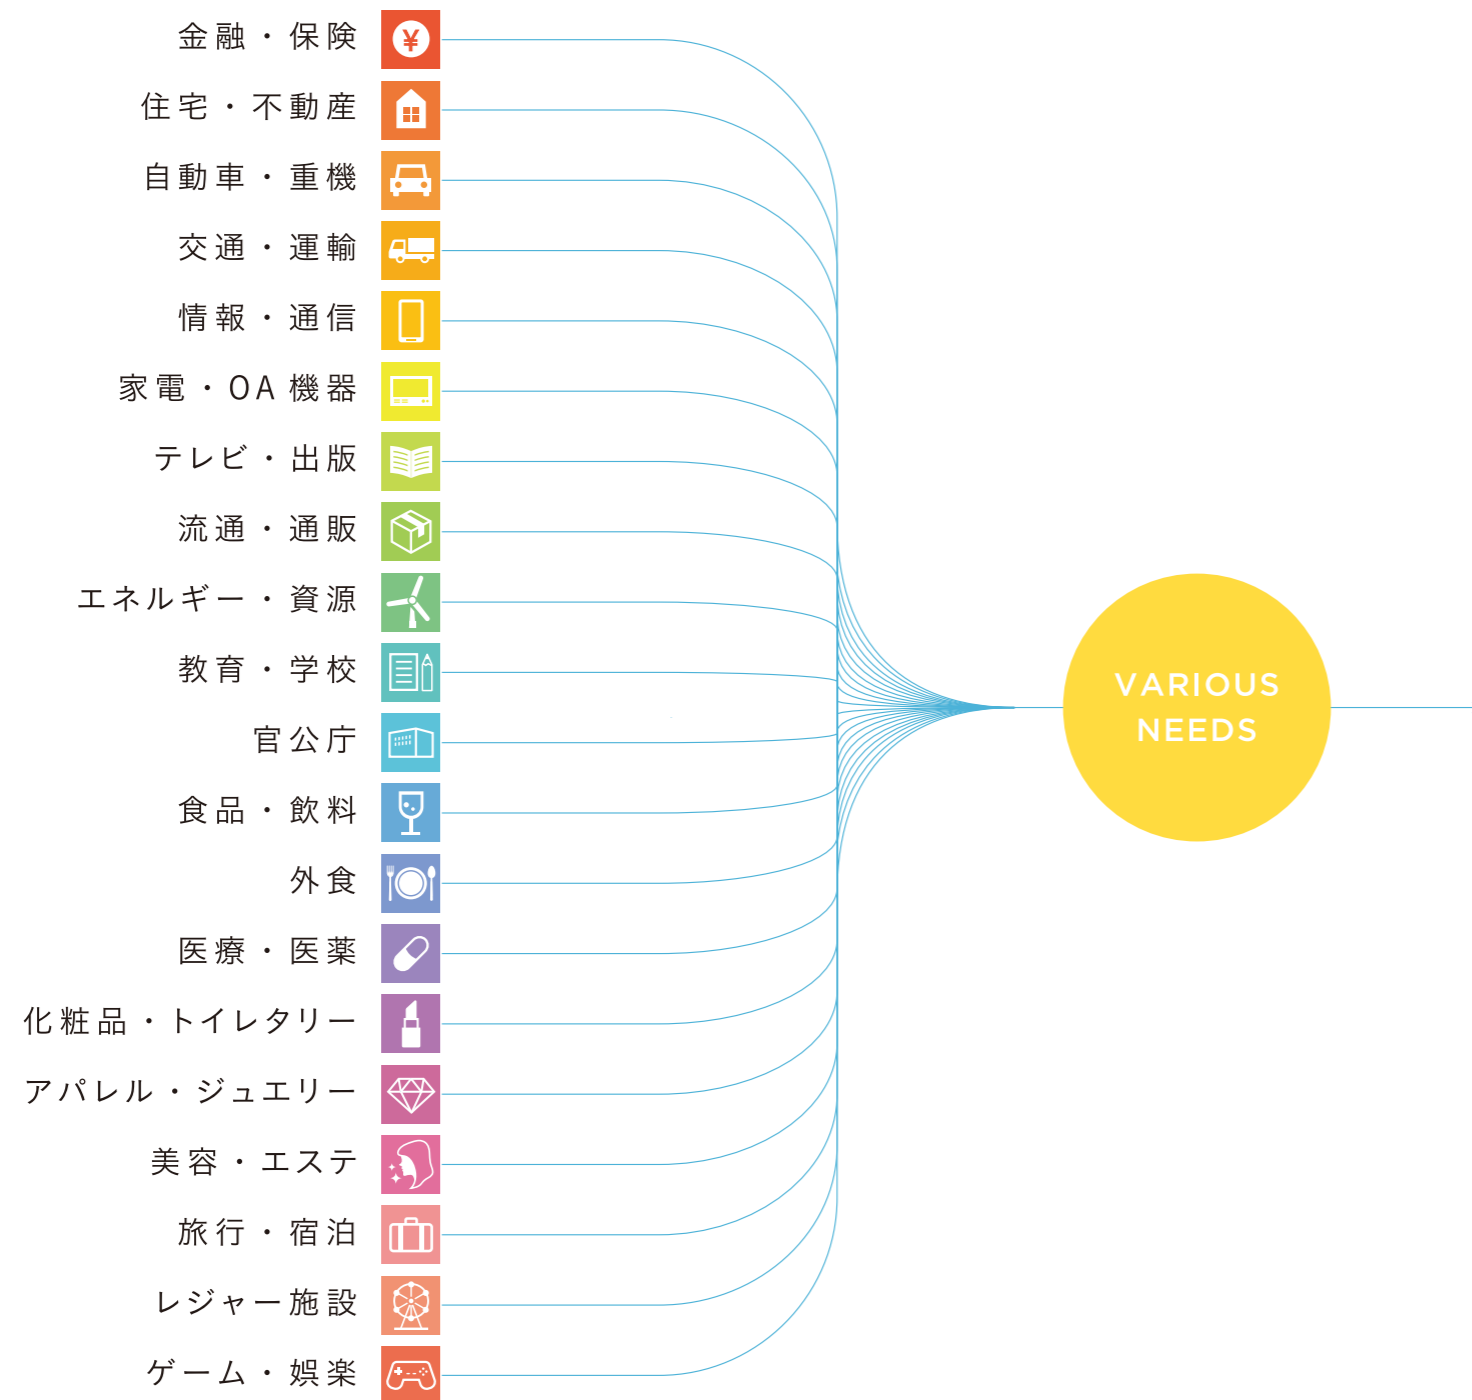 金融・保険
住宅・不動産
自動車・重機
交通・運輸
情報・通信
家電・OA 機器
テレビ・出版
流通・通販
エネルギー・資源
教育・学校
官公庁
食品・飲料
外食
医療・医薬
化粧品・トイレタリー
アパレル・ジュエリー
美容・エステ
旅行・宿泊
レジャー施設
ゲーム・娯楽
VARIOUS
NEEDS